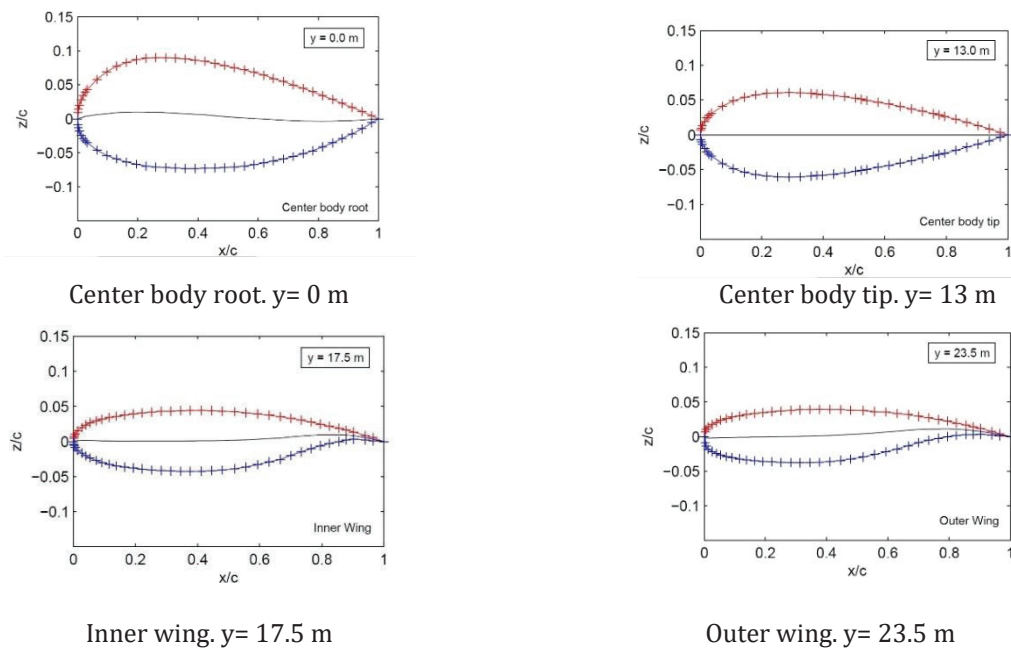 0.15
y = 0.0 m
0.1
0.05
z/c
0
−0.05
−0.1
Center body root
0 0.2 0.4 0.6 0.8 1
x/c
Center body root. y= 0 m
0.15
y = 13.0 m
0.1
0.05
z/c
0
−0.05
−0.1
Center body tip
0 0.2 0.4 0.6 0.8 1
x/c
Center body tip. y= 13 m
0.15
y = 17.5 m
0.1
0.05
z/c
0
−0.05
−0.1
Inner Wing
0 0.2 0.4 0.6 0.8 1
x/c
Inner wing. y= 17.5 m
0.15
y = 23.5 m
0.1
0.05
z/c
0
−0.05
−0.1
Outer Wing
0 0.2 0.4 0.6 0.8 1
x/c
Outer wing. y= 23.5 m